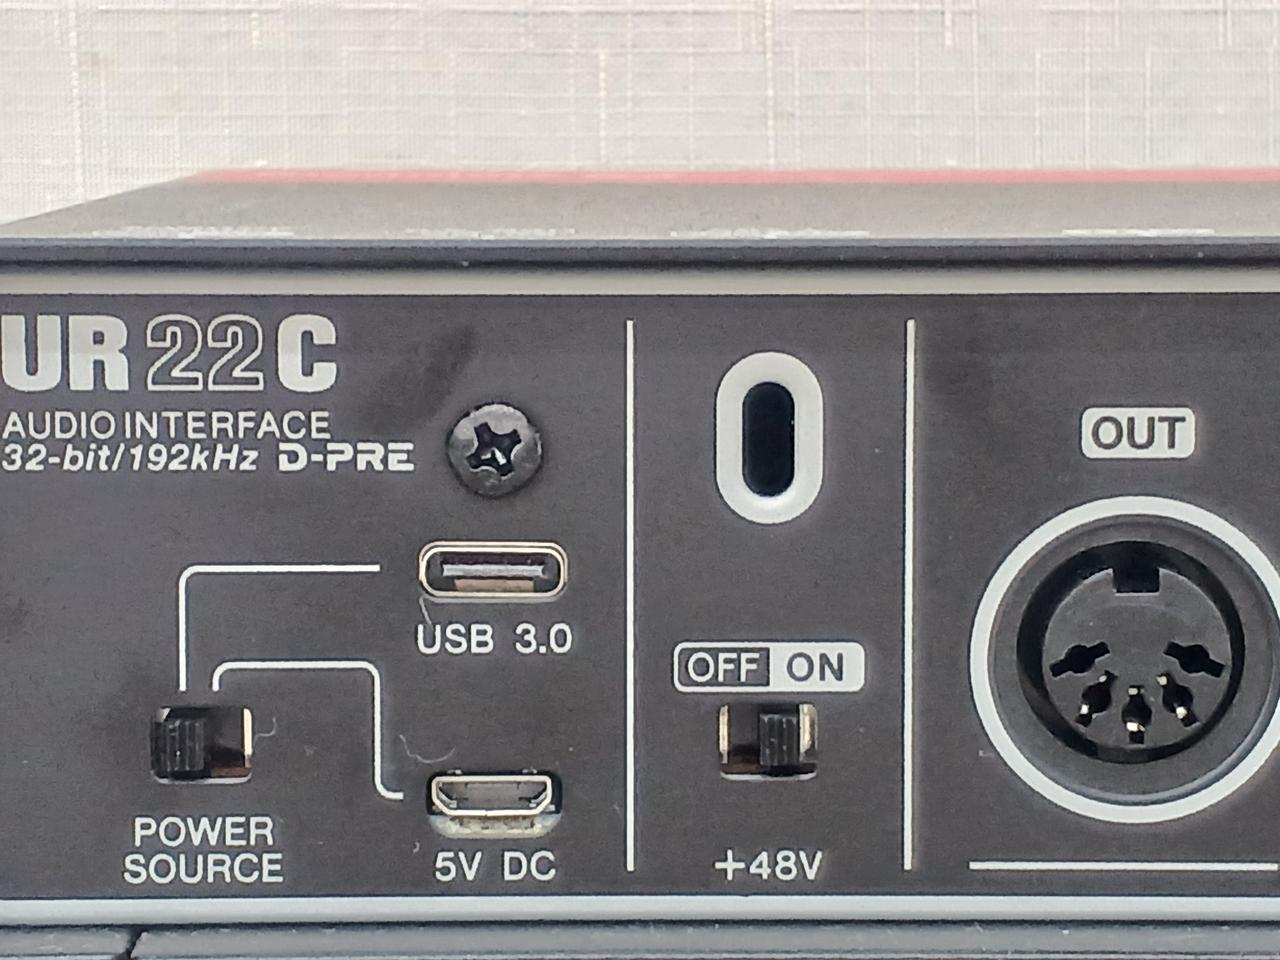 UR22C
AUDIO INTERFACE
32-bit/192kHz D-PRE
USB 3.0
POWER
SOURCE
5V DC
OFF ON
+48V
OUT